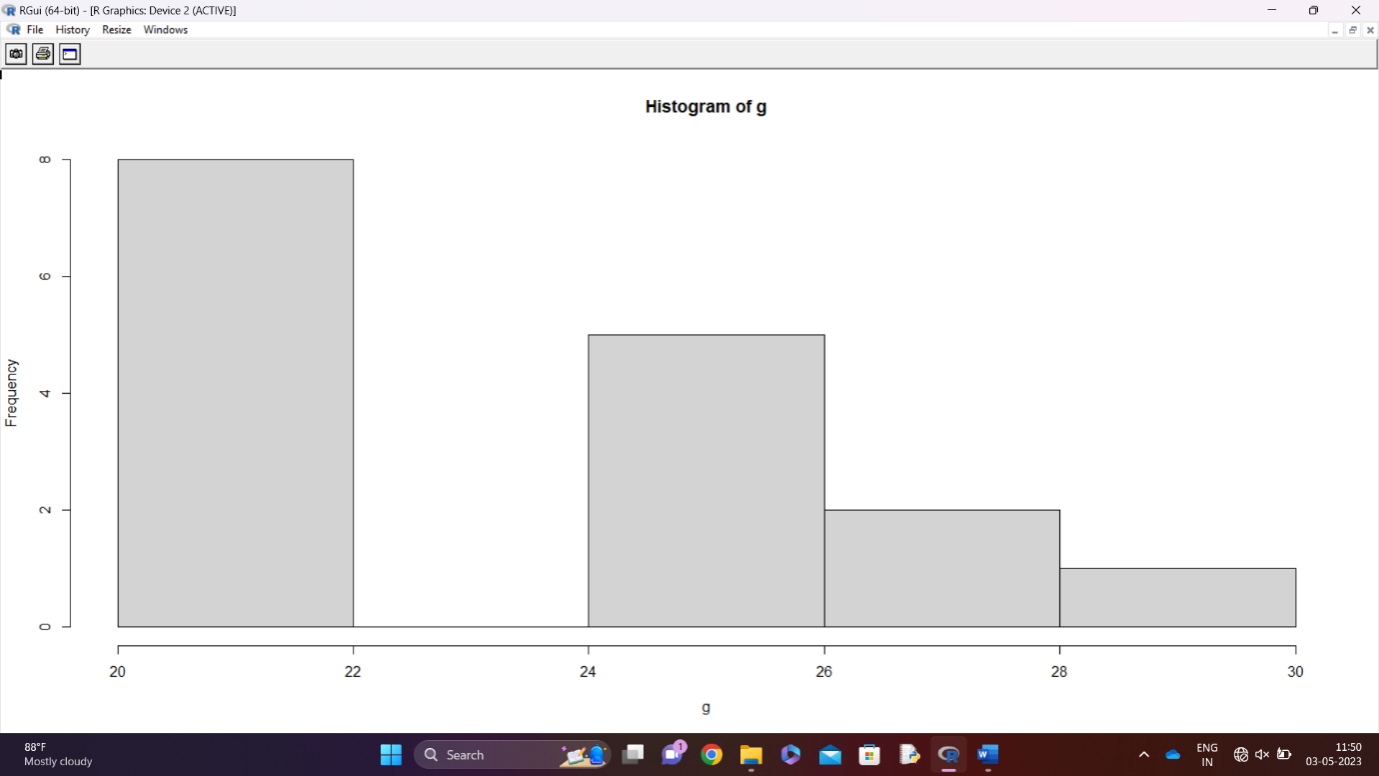 RGui (64-bit) - [R Graphics: Device 2 (ACTIVE)]
File History Resize Windows
Histogram of g
8
6
4
2
0
Frequency
20 22 24 26 28 30
g
88°F
Mostly cloudy
Search
1
ENG
IN
11:50
03-05-2023